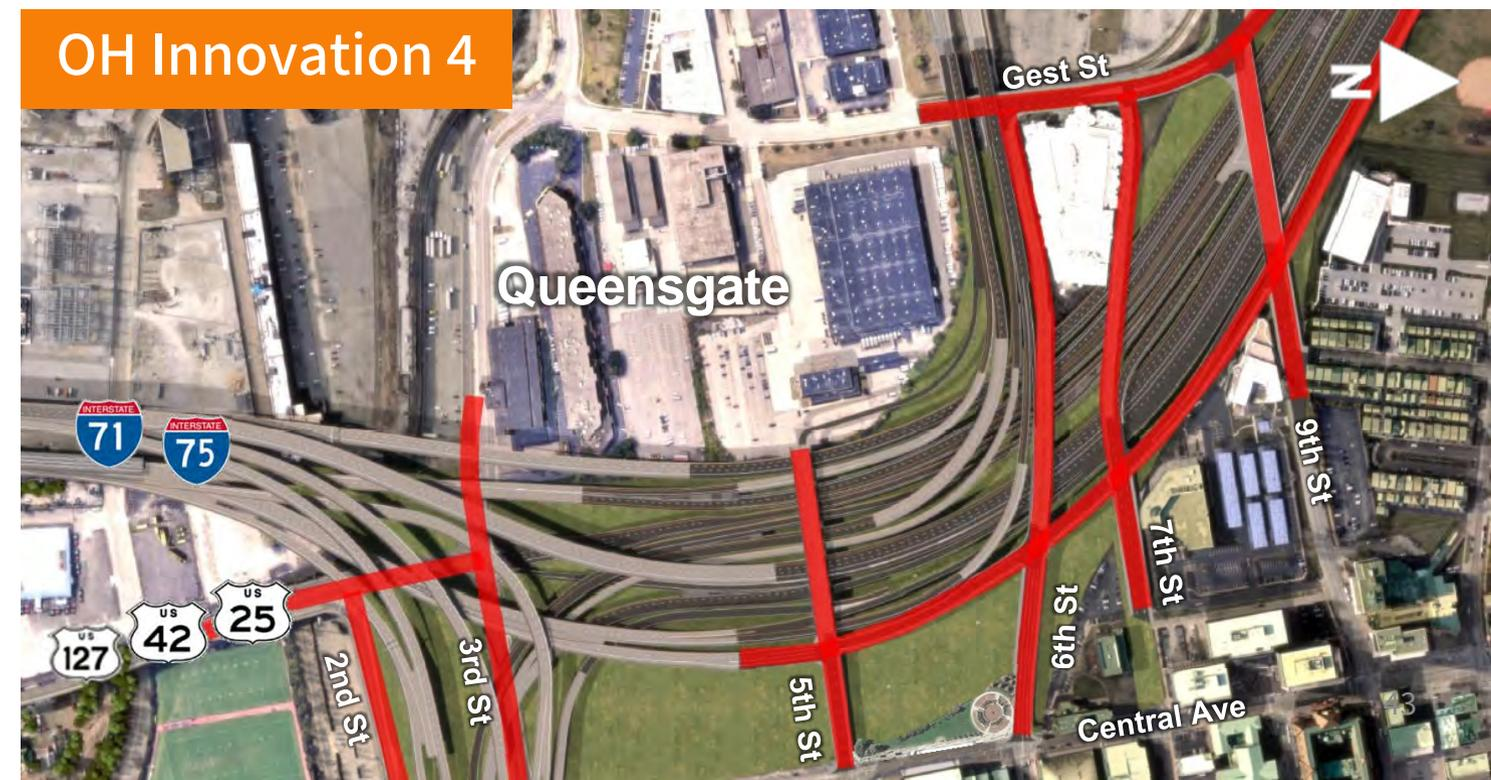 OH Innovation 4
Gest St
N
Queensgate
INTERSTATE
71
INTERSTATE
75
9th St
7th St
US
25
US
42
US
127
6th St
2nd St
3rd St
5th St
Central Ave
43